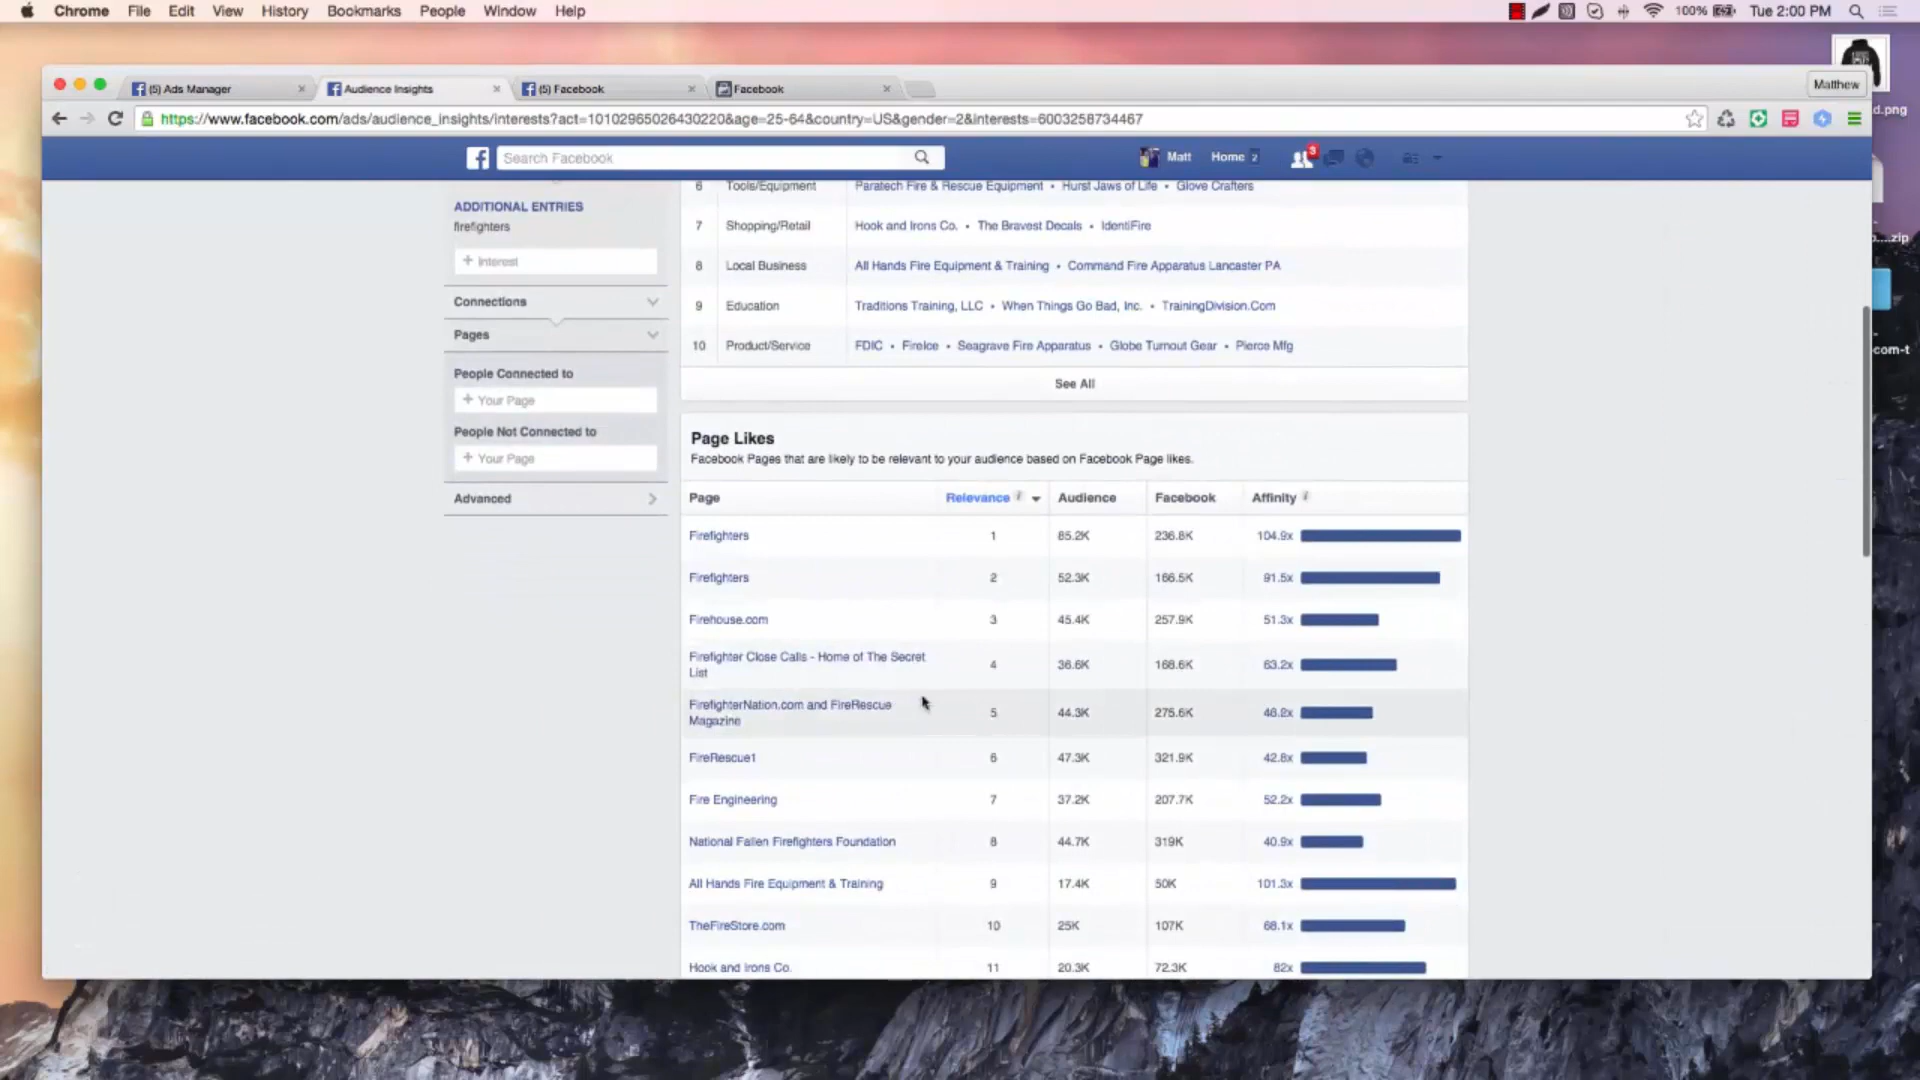 Chrome File Edit View History Bookmarks People Window Help 100% Tue 2:00 PM
(5) Ads Manager Audience Insights (5) Facebook Facebook Matthew
d.png
https://www.facebook.com/ads/audience_insights/interests?act=10102965026430220&age=25-64&country=US&gender=2&interests=6003258734467
Search Facebook Matt Home 2 3
ADDITIONAL ENTRIES
firefighters
+ Interest
Connections
Pages
People Connected to
+ Your Page
People Not Connected to
+ Your Page
Advanced
6 Tools/Equipment Paratech Fire & Rescue Equipment • Hurst Jaws of Life • Glove Crafters
7 Shopping/Retail Hook and Irons Co. • The Bravest Decals • IdentiFire
8 Local Business All Hands Fire Equipment & Training • Command Fire Apparatus Lancaster PA
9 Education Traditions Training, LLC • When Things Go Bad, Inc. • TrainingDivision.Com
10 Product/Service FDIC • FireIce • Seagrave Fire Apparatus • Globe Turnout Gear • Pierce Mfg
See All
Page Likes
Facebook Pages that are likely to be relevant to your audience based on Facebook Page likes.
Page Relevance i Audience Facebook Affinity i
Firefighters 1 85.2K 236.8K 104.9x
Firefighters 2 52.3K 166.5K 91.5x
Firehouse.com 3 45.4K 257.9K 51.3x
Firefighter Close Calls - Home of The Secret
List 4 36.6K 168.6K 63.2x
FirefighterNation.com and FireRescue
Magazine 5 44.3K 275.6K 46.2x
FireRescue1 6 47.3K 321.9K 42.8x
Fire Engineering 7 37.2K 207.7K 52.2x
National Fallen Firefighters Foundation 8 44.7K 319K 40.9x
All Hands Fire Equipment & Training 9 17.4K 50K 101.3x
TheFireStore.com 10 25K 107K 68.1x
Hook and Irons Co. 11 20.3K 72.3K 82x
....zip
-com-t